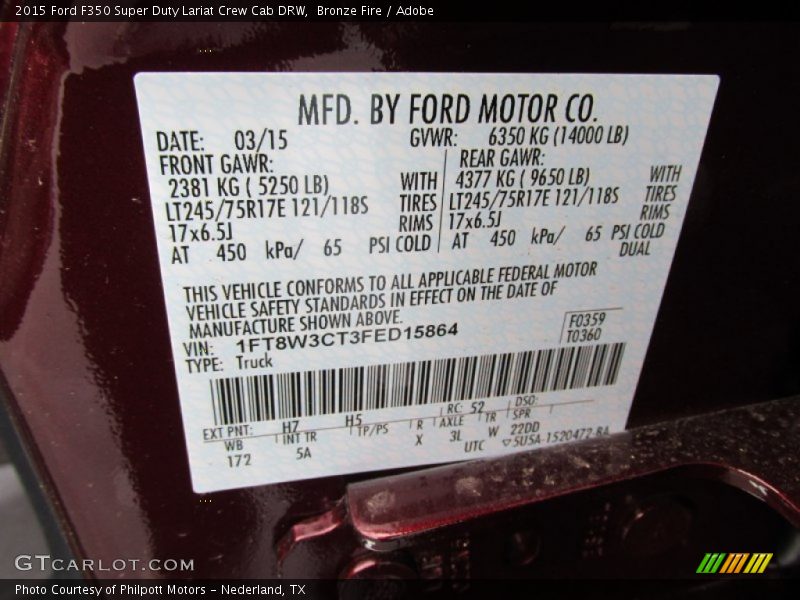 2015 Ford F350 Super Duty Lariat Crew Cab DRW, Bronze Fire / Adobe
MFD. BY FORD MOTOR CO.
DATE: 03/15 GVWR: 6350 KG (14000 LB)
FRONT GAWR: REAR GAWR:
2381 KG ( 5250 LB) WITH 4377 KG ( 9650 LB) WITH
LT245/75R17E 121/118S TIRES LT245/75R17E 121/118S TIRES
17x6.5J RIMS 17x6.5J RIMS
AT 450 kPa/ 65 PSI COLD AT 450 kPa/ 65 PSI COLD
DUAL
THIS VEHICLE CONFORMS TO ALL APPLICABLE FEDERAL MOTOR
VEHICLE SAFETY STANDARDS IN EFFECT ON THE DATE OF
MANUFACTURE SHOWN ABOVE.
VIN: 1FT8W3CT3FED15864 F0359
TYPE: Truck T0360
EXT PNT: H7 H5 RC: 52 DSO:
WB INT TR TP/PS R AXLE TR SPR
172 5A X 3L W 22DD
UTC ▽5U5A-1520472-BA
GTCARLOT.COM
Photo Courtesy of Philpott Motors - Nederland, TX